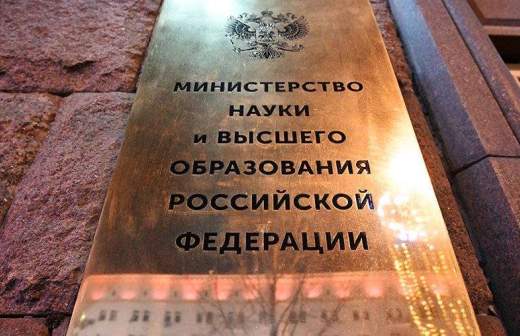 МИНИСТЕРСТВО
НАУКИ
и ВЫСШЕГО
ОБРАЗОВАНИЯ
РОССИЙСКОЙ
ФЕДЕРАЦИИ